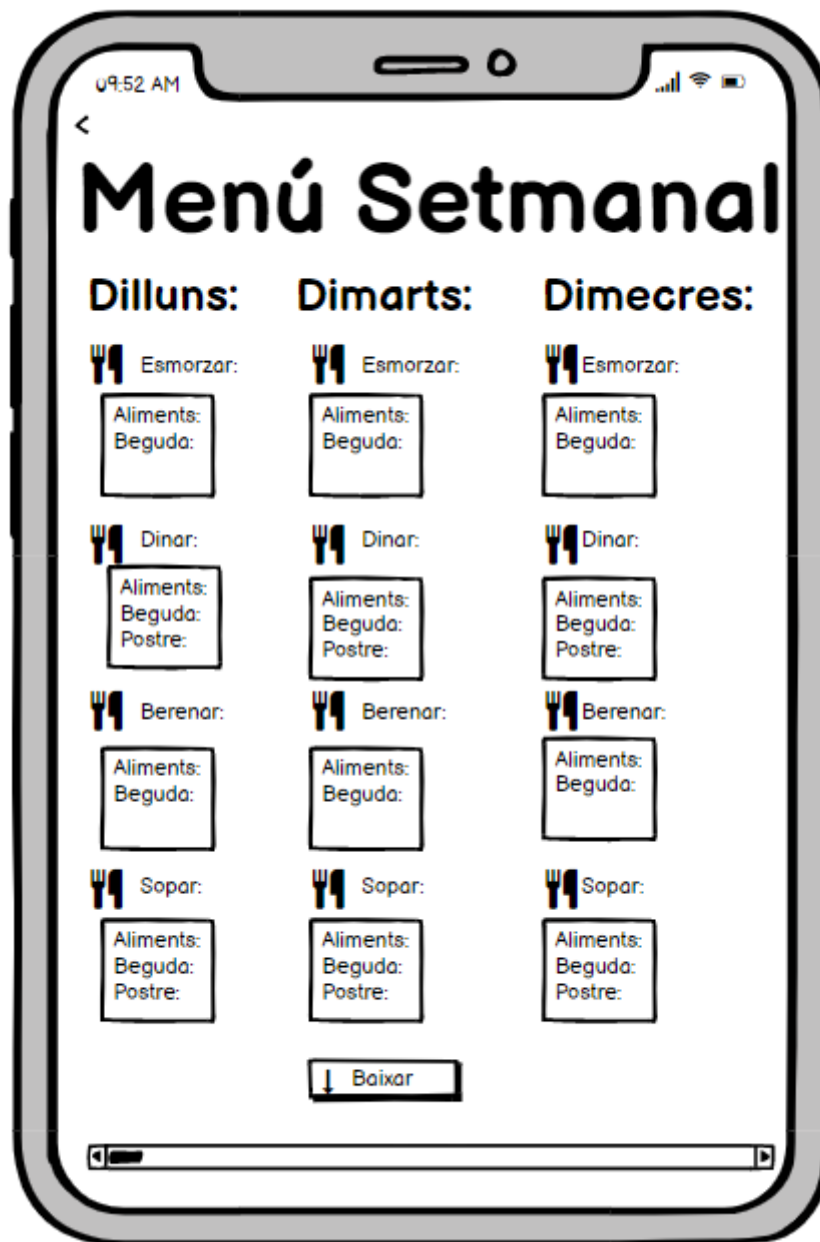 09:52 AM
<
Menú Setmanal
Dilluns: Dimarts: Dimecres:
Esmorzar: Esmorzar: Esmorzar:
Aliments: Aliments: Aliments:
Beguda: Beguda: Beguda:
Dinar: Dinar: Dinar:
Aliments: Aliments: Aliments:
Beguda: Beguda: Beguda:
Postre: Postre: Postre:
Berenar: Berenar: Berenar:
Aliments: Aliments: Aliments:
Beguda: Beguda: Beguda:
Sopar: Sopar: Sopar:
Aliments: Aliments: Aliments:
Beguda: Beguda: Beguda:
Postre: Postre: Postre:
↓ Baixar